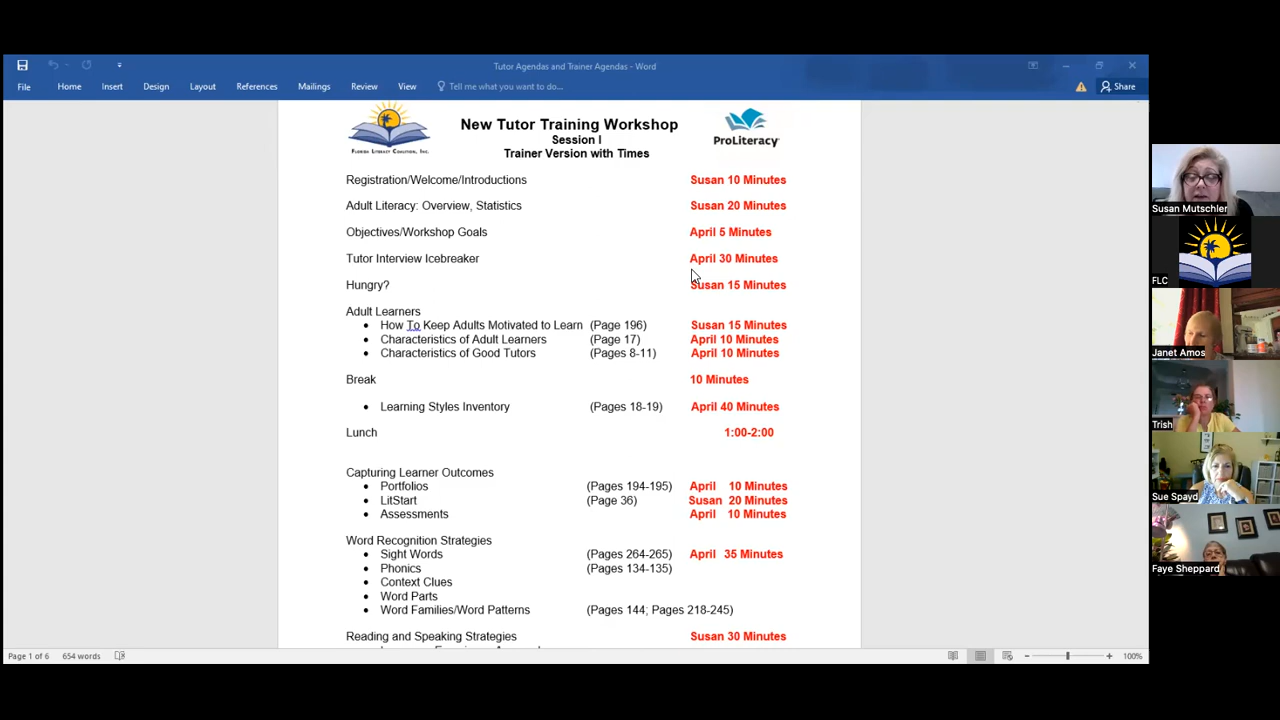 Tutor Agendas and Trainer Agendas - Word
File Home Insert Design Layout References Mailings Review View Tell me what you want to do... Share
FLORIDA LITERACY COALITION, INC.
New Tutor Training Workshop
Session I
Trainer Version with Times
ProLiteracy
Registration/Welcome/Introductions Susan 10 Minutes
Adult Literacy: Overview, Statistics Susan 20 Minutes
Objectives/Workshop Goals April 5 Minutes
Tutor Interview Icebreaker April 30 Minutes
Hungry? Susan 15 Minutes
Adult Learners
• How To Keep Adults Motivated to Learn (Page 196) Susan 15 Minutes
• Characteristics of Adult Learners (Page 17) April 10 Minutes
• Characteristics of Good Tutors (Pages 8-11) April 10 Minutes
Break 10 Minutes
• Learning Styles Inventory (Pages 18-19) April 40 Minutes
Lunch 1:00-2:00
Capturing Learner Outcomes
• Portfolios (Pages 194-195) April 10 Minutes
• LitStart (Page 36) Susan 20 Minutes
• Assessments April 10 Minutes
Word Recognition Strategies
• Sight Words (Pages 264-265) April 35 Minutes
• Phonics (Pages 134-135)
• Context Clues
• Word Parts
• Word Families/Word Patterns (Pages 144; Pages 218-245)
Reading and Speaking Strategies Susan 30 Minutes
Page 1 of 6 654 words 100%
Susan Mutschler
FLC
Janet Amos
Trish
Sue Spayd
Faye Sheppard